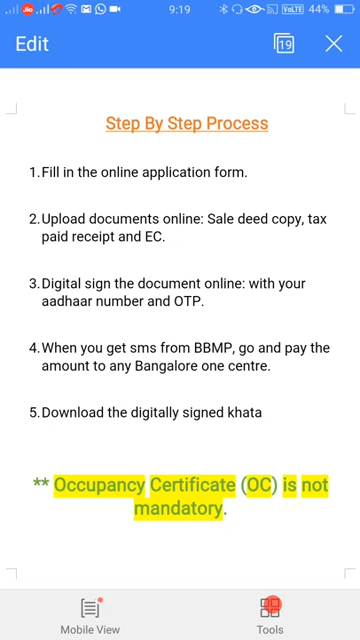 Jio
9:19
VoLTE
44%
Edit
19
Step By Step Process
1.Fill in the online application form.
2.Upload documents online: Sale deed copy, tax
paid receipt and EC.
3.Digital sign the document online: with your
aadhaar number and OTP.
4.When you get sms from BBMP, go and pay the
amount to any Bangalore one centre.
5.Download the digitally signed khata
** Occupancy Certificate (OC) is not
mandatory.
Mobile View
Tools